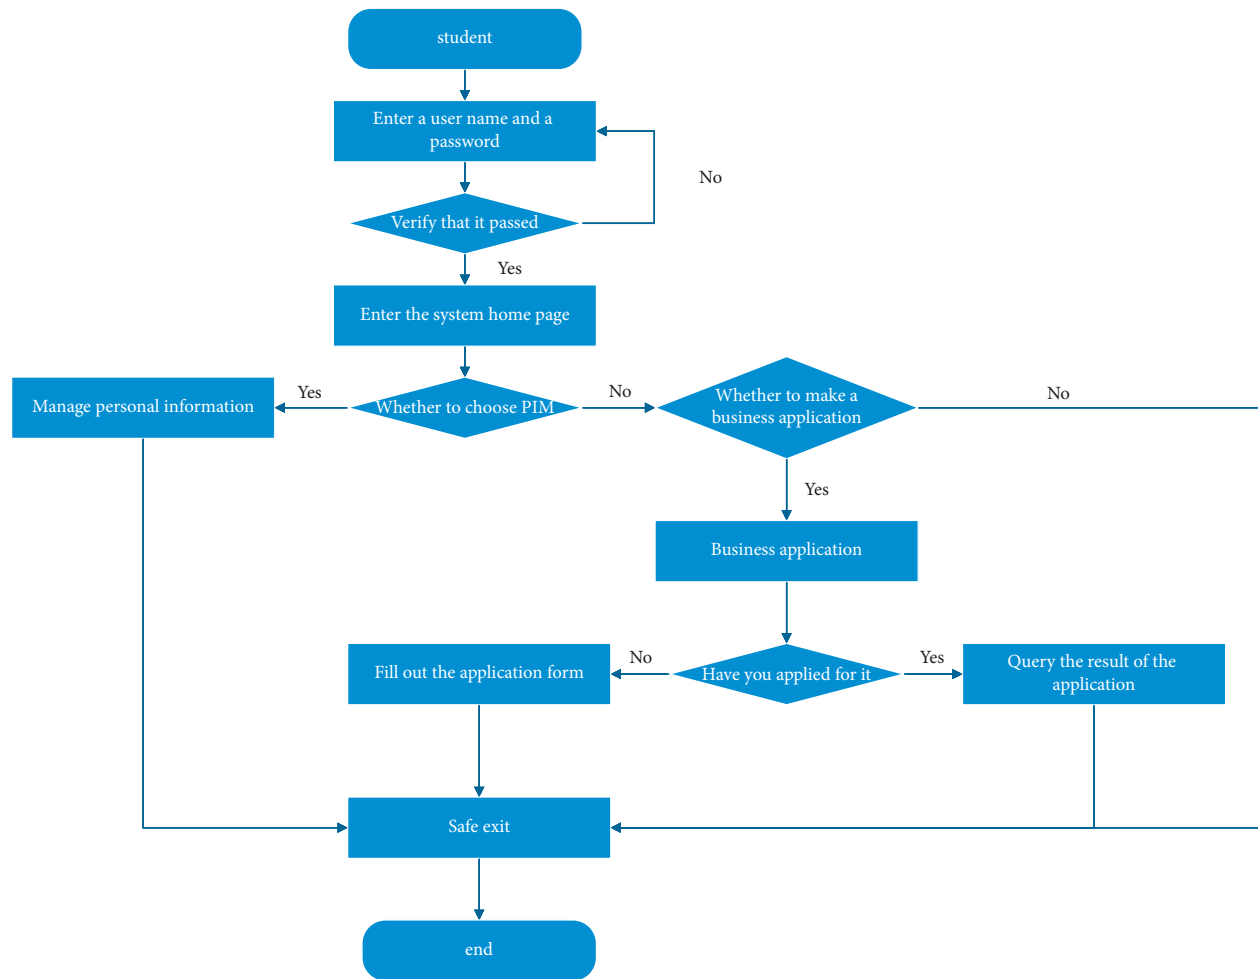 student
Enter a user name and a
password
No
Verify that it passed
Yes
Enter the system home page
Manage personal information
Yes
Whether to choose PIM
No
Whether to make a
business application
No
Yes
Business application
Fill out the application form
No
Have you applied for it
Yes
Query the result of the
application
Safe exit
end